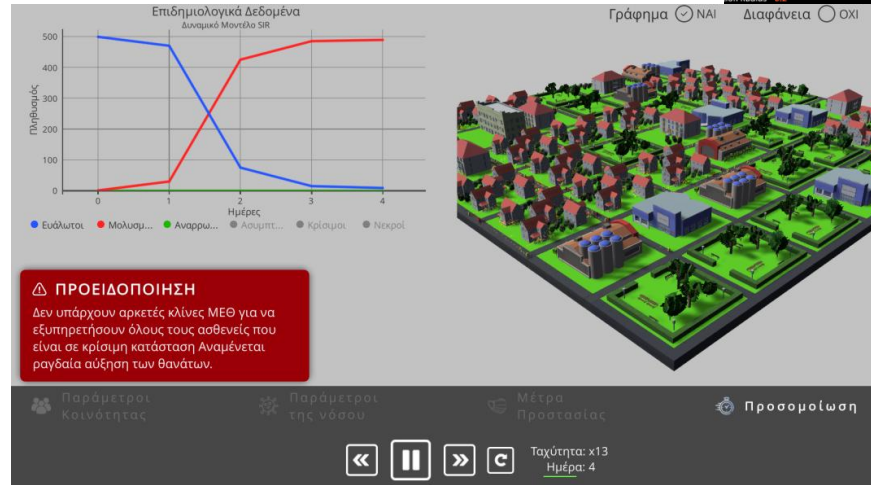 Επιδημιολογικά Δεδομένα
Δυναμικό Μοντέλο SIR
Γράφημα ΝΑΙ Διαφάνεια ΟΧΙ
500
400
300
200
100
0
Πληθυσμός
0 1 2 3 4
Ημέρες
Ευάλωτοι Μολυσμ... Αναρρω... Ασυμπτ... Κρίσιμοι Νεκροί
ΠΡΟΕΙΔΟΠΟΙΗΣΗ
Δεν υπάρχουν αρκετές κλίνες ΜΕΘ για να
εξυπηρετήσουν όλους τους ασθενείς που
είναι σε κρίσιμη κατάσταση Αναμένεται
ραγδαία αύξηση των θανάτων.
Παράμετροι
Κοινότητας
Παράμετροι
της νόσου
Μέτρα
Προστασίας
Προσομοίωση
Ταχύτητα: x13
Ημέρα: 4